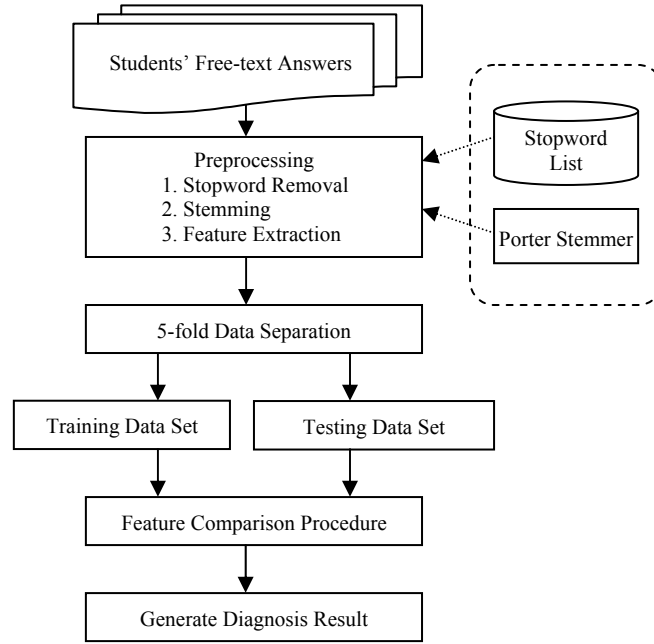 Students’ Free-text Answers
Preprocessing
1. Stopword Removal
2. Stemming
3. Feature Extraction
Stopword
List
Porter Stemmer
5-fold Data Separation
Training Data Set
Testing Data Set
Feature Comparison Procedure
Generate Diagnosis Result